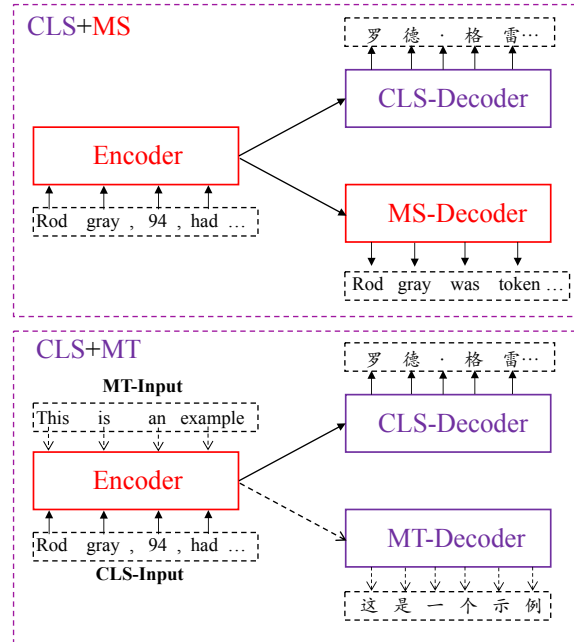 CLS+MS
罗 德 · 格 雷…
CLS-Decoder
Encoder
Rod gray , 94 , had …
MS-Decoder
Rod gray was token …
CLS+MT
MT-Input
This is an example
罗 德 · 格 雷…
CLS-Decoder
Encoder
Rod gray , 94 , had …
CLS-Input
MT-Decoder
这 是 一 个 示 例